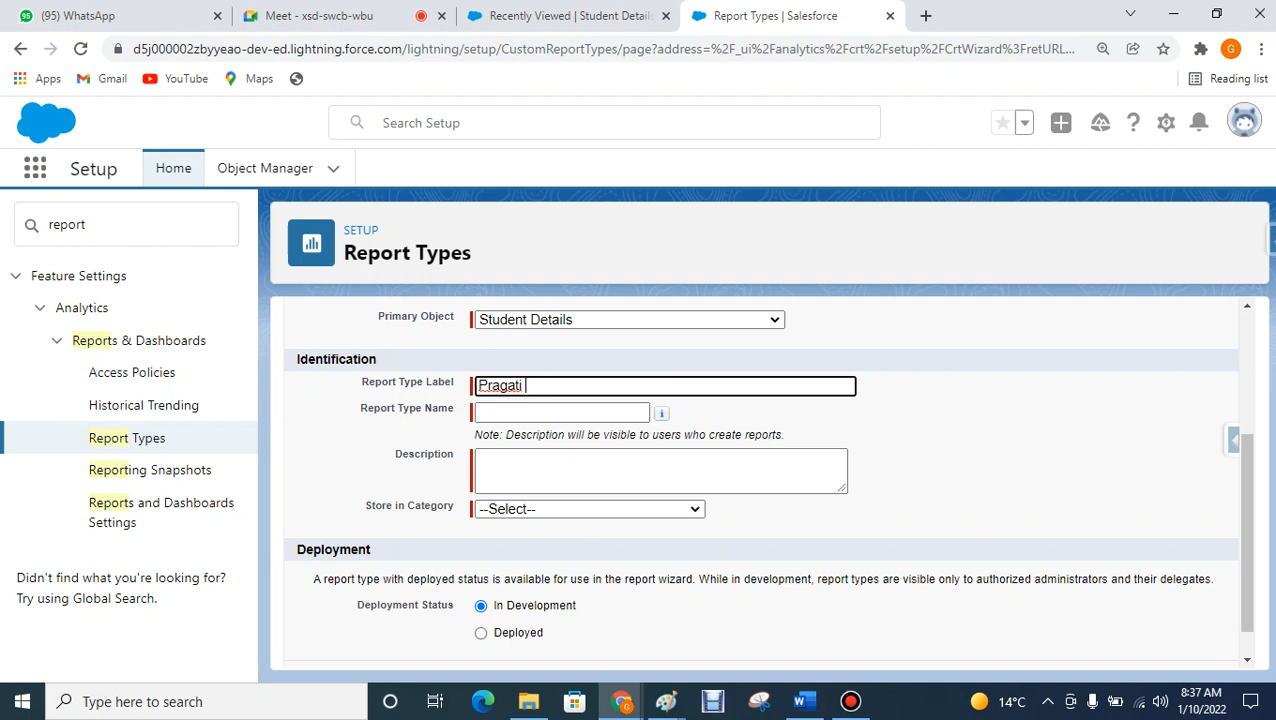 (95) WhatsApp
Meet - xsd-swcb-wbu
Recently Viewed | Student Details
Report Types | Salesforce
d5j000002zbyyeao-dev-ed.lightning.force.com/lightning/setup/CustomReportTypes/page?address=%2F_ui%2Fanalytics%2Fcrt%2Fsetup%2FCrtWizard%3FretURL...
G
Apps
Gmail
YouTube
Maps
Reading list
Search Setup
Setup
Home
Object Manager
report
Feature Settings
Analytics
Reports & Dashboards
Access Policies
Historical Trending
Report Types
Reporting Snapshots
Reports and Dashboards
Settings
Didn't find what you're looking for?
Try using Global Search.
SETUP
Report Types
Primary Object
Student Details
Identification
Report Type Label
Pragati
Report Type Name
i
Note: Description will be visible to users who create reports.
Description
Store in Category
--Select--
Deployment
A report type with deployed status is available for use in the report wizard. While in development, report types are visible only to authorized administrators and their delegates.
Deployment Status
In Development
Deployed
Type here to search
14°C
8:37 AM
1/10/2022